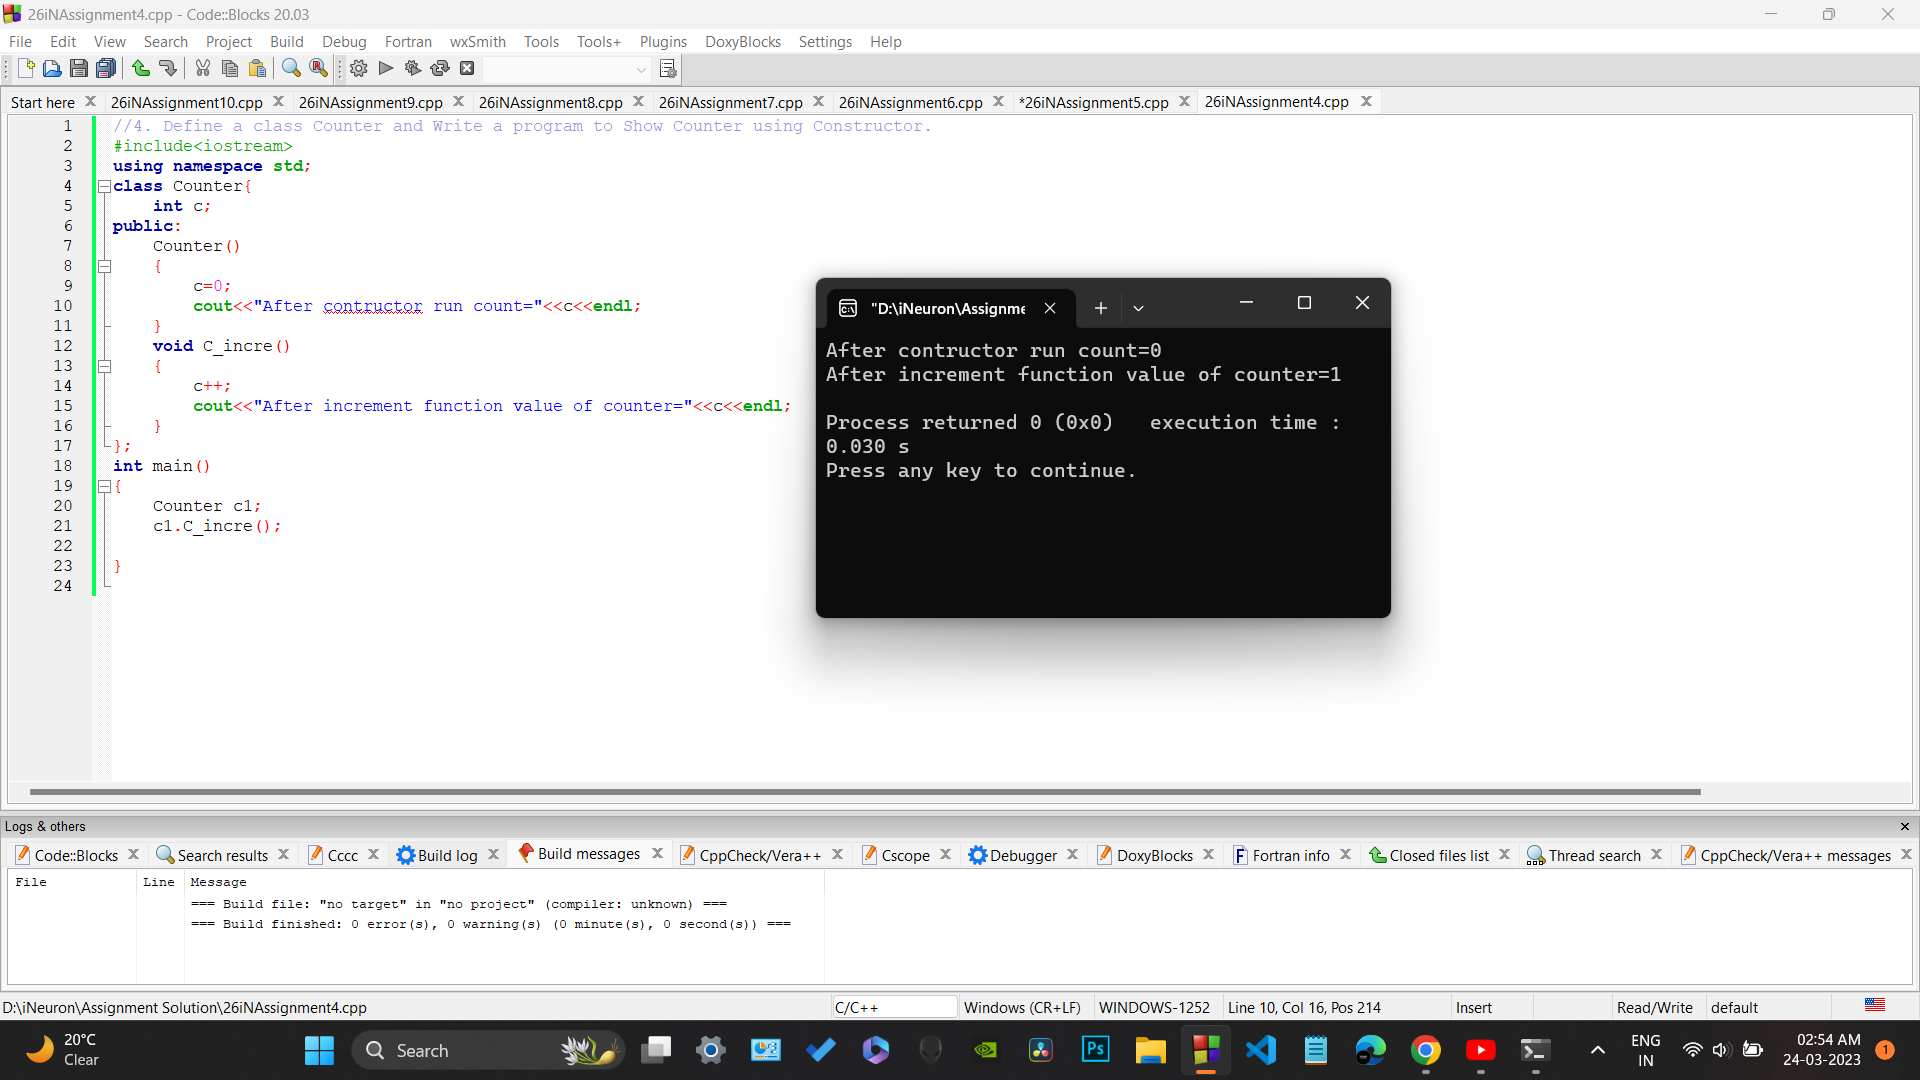 26iNAssignment4.cpp - Code::Blocks 20.03
File Edit View Search Project Build Debug Fortran wxSmith Tools Tools+ Plugins DoxyBlocks Settings Help
Start here 26iNAssignment10.cpp 26iNAssignment9.cpp 26iNAssignment8.cpp 26iNAssignment7.cpp 26iNAssignment6.cpp *26iNAssignment5.cpp 26iNAssignment4.cpp
1 //4. Define a class Counter and Write a program to Show Counter using Constructor.
2 #include<iostream>
3 using namespace std;
4 class Counter{
5 int c;
6 public:
7 Counter()
8 {
9 c=0;
10 cout<<"After contructor run count="<<c<<endl;
11 }
12 void C_incre()
13 {
14 c++;
15 cout<<"After increment function value of counter="<<c<<endl;
16 }
17 };
18 int main()
19 {
20 Counter c1;
21 c1.C_incre();
22
23 }
24
"D:\iNeuron\Assignme
After contructor run count=0
After increment function value of counter=1
Process returned 0 (0x0) execution time :
0.030 s
Press any key to continue.
Logs & others
Code::Blocks Search results Cccc Build log Build messages CppCheck/Vera++ Cscope Debugger DoxyBlocks Fortran info Closed files list Thread search CppCheck/Vera++ messages
File Line Message
=== Build file: "no target" in "no project" (compiler: unknown) ===
=== Build finished: 0 error(s), 0 warning(s) (0 minute(s), 0 second(s)) ===
D:\iNeuron\Assignment Solution\26iNAssignment4.cpp C/C++ Windows (CR+LF) WINDOWS-1252 Line 10, Col 16, Pos 214 Insert Read/Write default
20°C
Clear
Search
Ps
ENG
IN
02:54 AM
24-03-2023
1